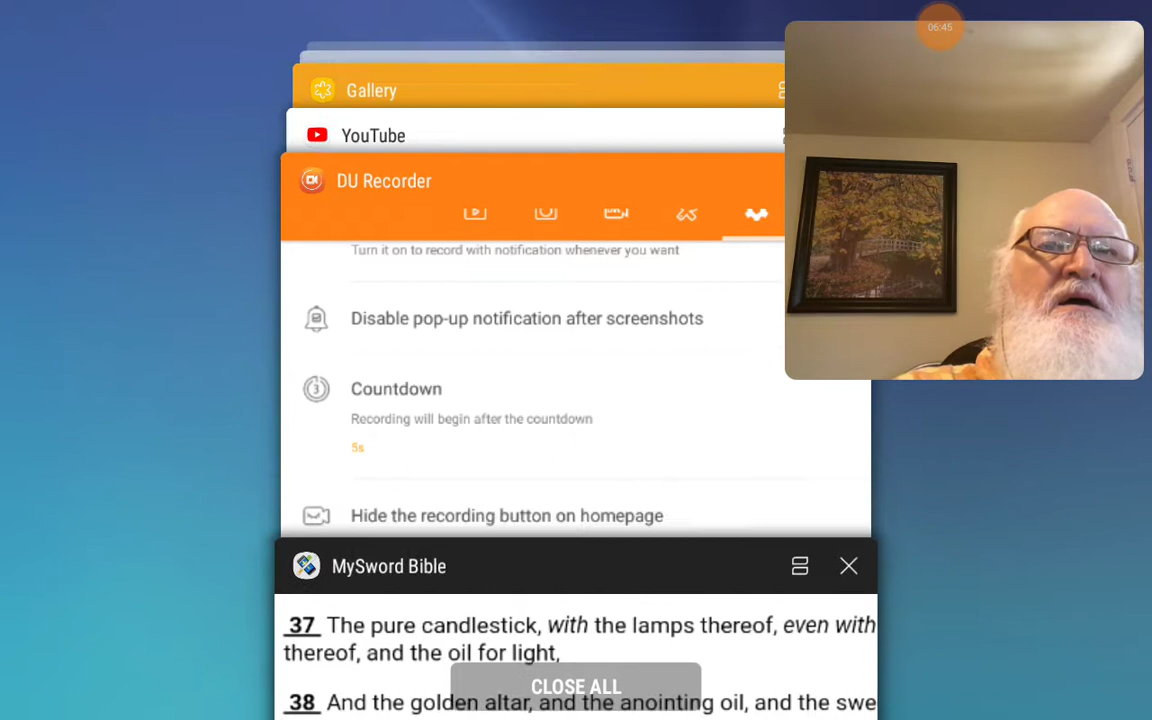 06:45
Gallery
YouTube
DU Recorder
Turn it on to record with notification whenever you want
Disable pop-up notification after screenshots
3
Countdown
Recording will begin after the countdown
5s
Hide the recording button on homepage
MySword Bible
37 The pure candlestick, with the lamps thereof, even with
thereof, and the oil for light,
CLOSE ALL
38 And the golden altar, and the anointing oil, and the swe